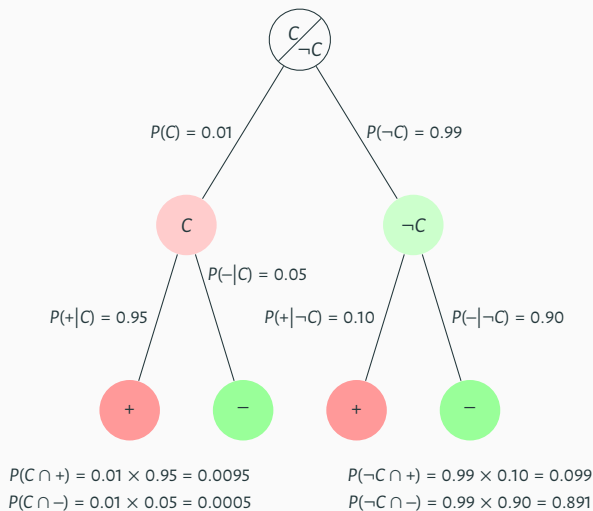 C
¬C
P(C) = 0.01
P(¬C) = 0.99
C
¬C
P(–|C) = 0.05
P(+|C) = 0.95
P(+|¬C) = 0.10
P(–|¬C) = 0.90
+
–
+
–
P(C ∩ +) = 0.01 × 0.95 = 0.0095
P(C ∩ –) = 0.01 × 0.05 = 0.0005
P(¬C ∩ +) = 0.99 × 0.10 = 0.099
P(¬C ∩ –) = 0.99 × 0.90 = 0.891